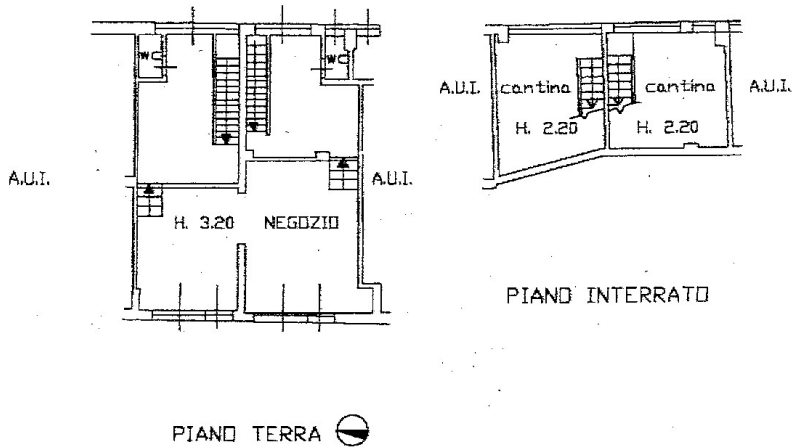 WC
WC
A.U.I.
H. 3.20 NEGOZIO
A.U.I.
PIANO TERRA
A.U.I.
cantina
cantina
A.U.I.
H. 2.20
H. 2.20
PIANO INTERRATO